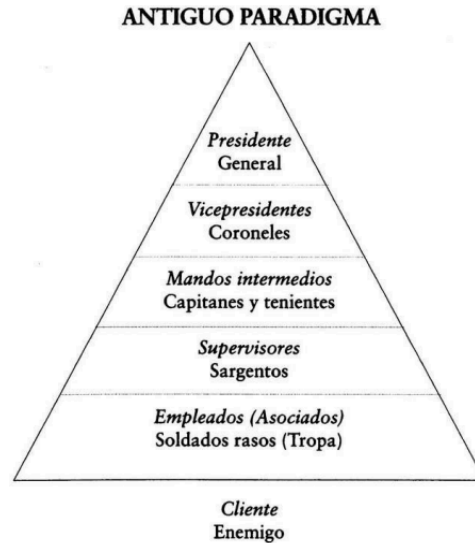 ANTIGUO PARADIGMA
Presidente
General
Vicepresidentes
Coroneles
Mandos intermedios
Capitanes y tenientes
Supervisores
Sargentos
Empleados (Asociados)
Soldados rasos (Tropa)
Cliente
Enemigo